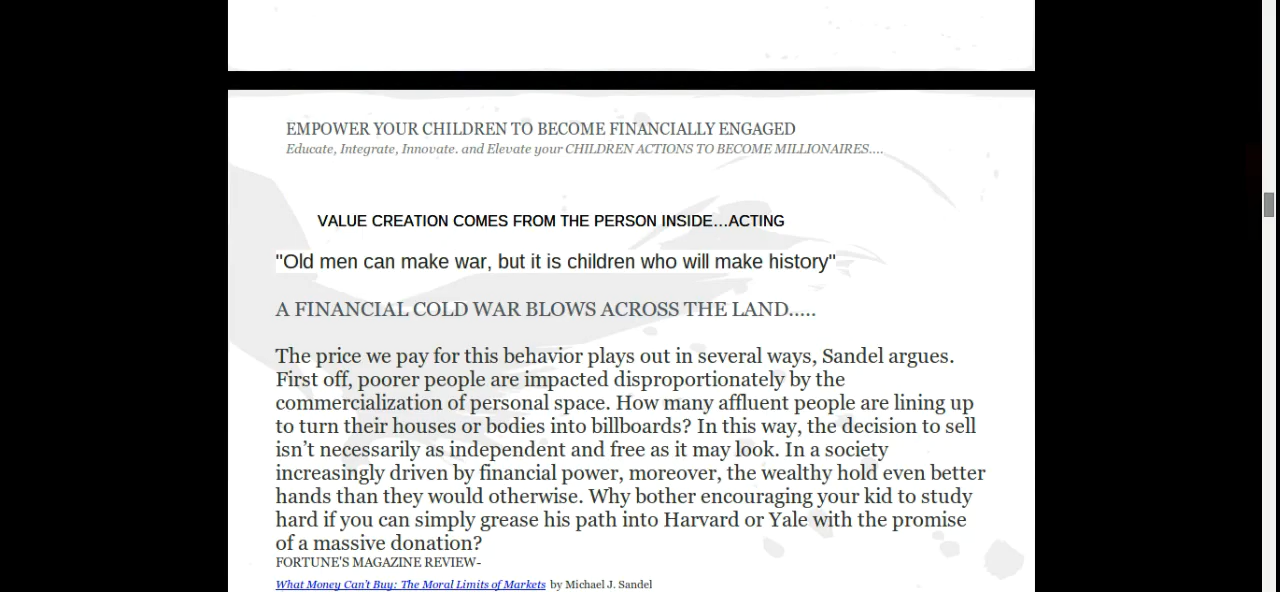 EMPOWER YOUR CHILDREN TO BECOME FINANCIALLY ENGAGED
Educate, Integrate, Innovate. and Elevate your CHILDREN ACTIONS TO BECOME MILLIONAIRES....
VALUE CREATION COMES FROM THE PERSON INSIDE...ACTING
"Old men can make war, but it is children who will make history"
A FINANCIAL COLD WAR BLOWS ACROSS THE LAND.....
The price we pay for this behavior plays out in several ways, Sandel argues.
First off, poorer people are impacted disproportionately by the
commercialization of personal space. How many affluent people are lining up
to turn their houses or bodies into billboards? In this way, the decision to sell
isn't necessarily as independent and free as it may look. In a society
increasingly driven by financial power, moreover, the wealthy hold even better
hands than they would otherwise. Why bother encouraging your kid to study
hard if you can simply grease his path into Harvard or Yale with the promise
of a massive donation?
FORTUNE'S MAGAZINE REVIEW-
What Money Can't Buy: The Moral Limits of Markets by Michael J. Sandel